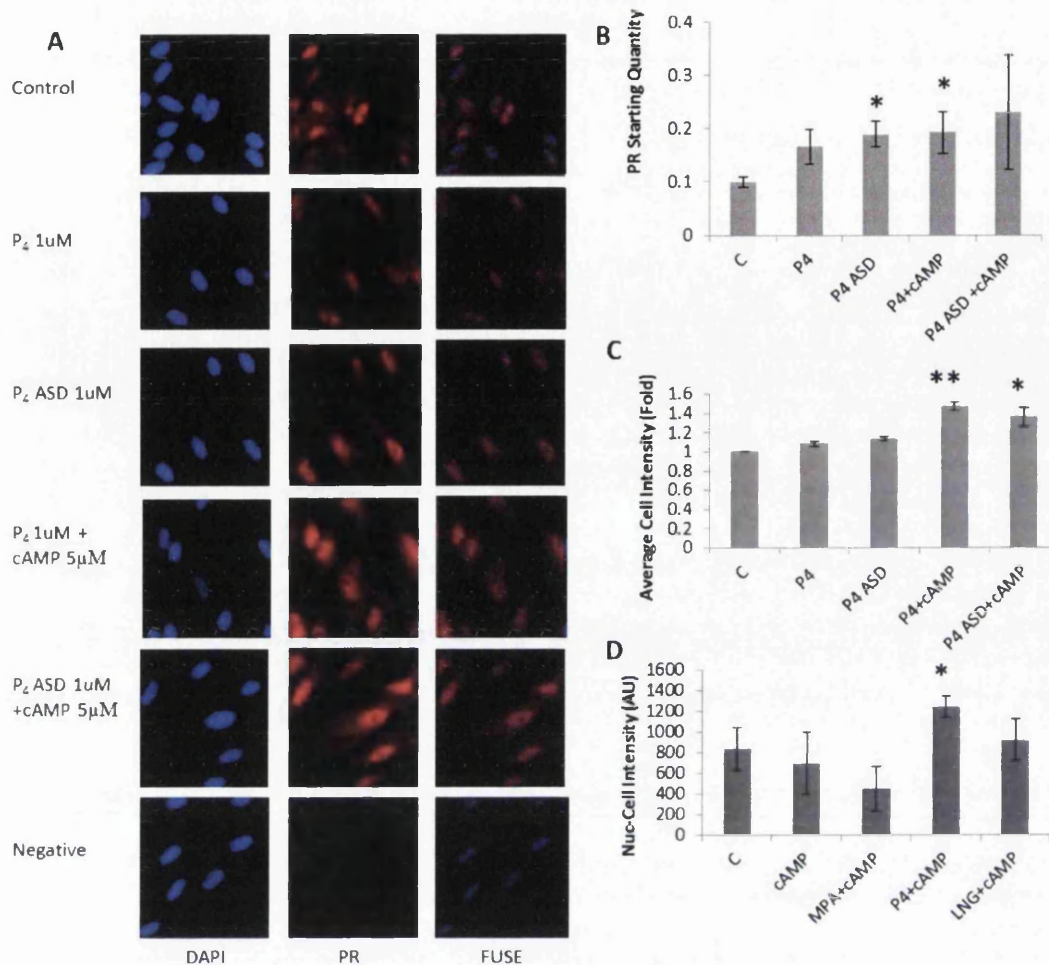 A
Control
P₄ 1uM
P₄ ASD 1uM
P₄ 1uM +
cAMP 5µM
P₄ ASD 1uM
+cAMP 5µM
Negative
DAPI
PR
FUSE
B
PR Starting Quantity
0.4
0.3
0.2
0.1
0
*
*
C
P4
P4 ASD
P4+cAMP
P4 ASD +cAMP
C
Average Cell Intensity (Fold)
1.6
1.4
1.2
1
0.8
0.6
0.4
0.2
0
**
*
C
P4
P4 ASD
P4+cAMP
P4 ASD+cAMP
D
Nuc-Cell Intensity (AU)
1600
1400
1200
1000
800
600
400
200
0
*
C
cAMP
MPA+cAMP
P4+cAMP
LNG+cAMP